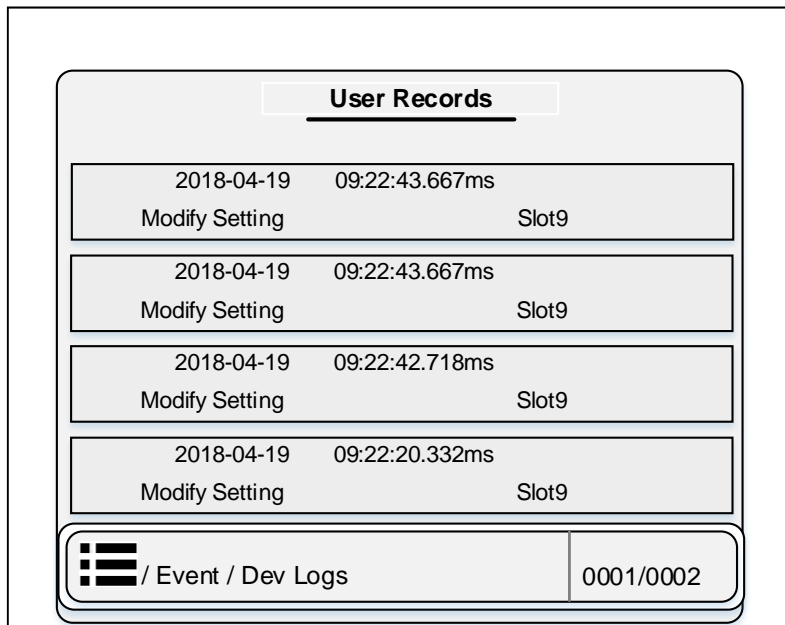 User Records
2018-04-19 09:22:43.667ms
Modify Setting Slot9
2018-04-19 09:22:43.667ms
Modify Setting Slot9
2018-04-19 09:22:42.718ms
Modify Setting Slot9
2018-04-19 09:22:20.332ms
Modify Setting Slot9
/ Event / Dev Logs 0001/0002